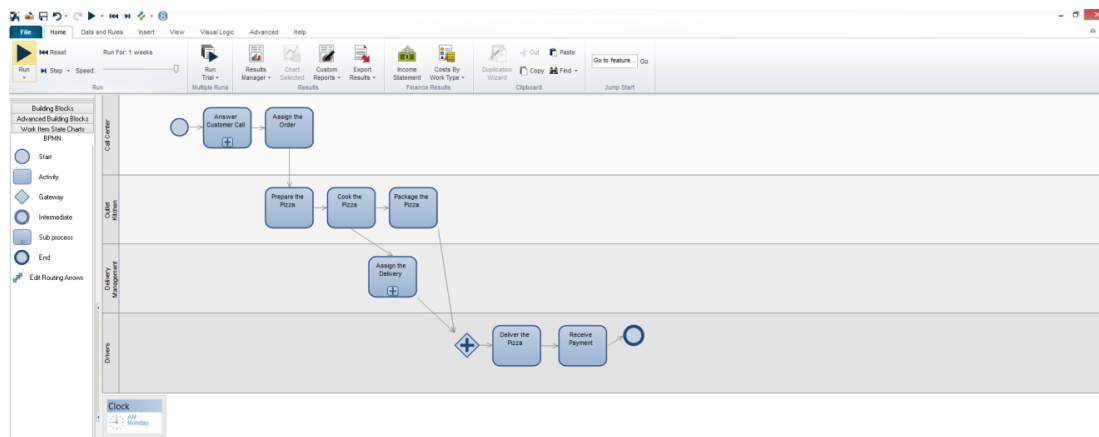 File Home Data and Rules Insert View Visual Logic Advanced Help
Run
Reset
Step
Run For: 1 weeks
Speed:
Run
Run
Trial
Multiple Runs
Results
Manager
Chart
Selected
Custom
Reports
Export
Results
Results
Income
Statement
Costs By
Work Type
Finance Results
Duplication
Wizard
Cut
Copy
Paste
Find
Clipboard
Go to feature .. Go
Jump Start
Building Blocks
Advanced Building Blocks
Work Item State Charts
BPMN
Start
Activity
Gateway
Intermediate
Sub process
End
Edit Routing Arrows
Call Center
Answer
Customer Call
Assign the
Order
Outlet
Kitchen
Prepare the
Pizza
Cook the
Pizza
Package the
Pizza
Delivery
Management
Assign the
Delivery
Drivers
Deliver the
Pizza
Receive
Payment
Clock
AM
Monday